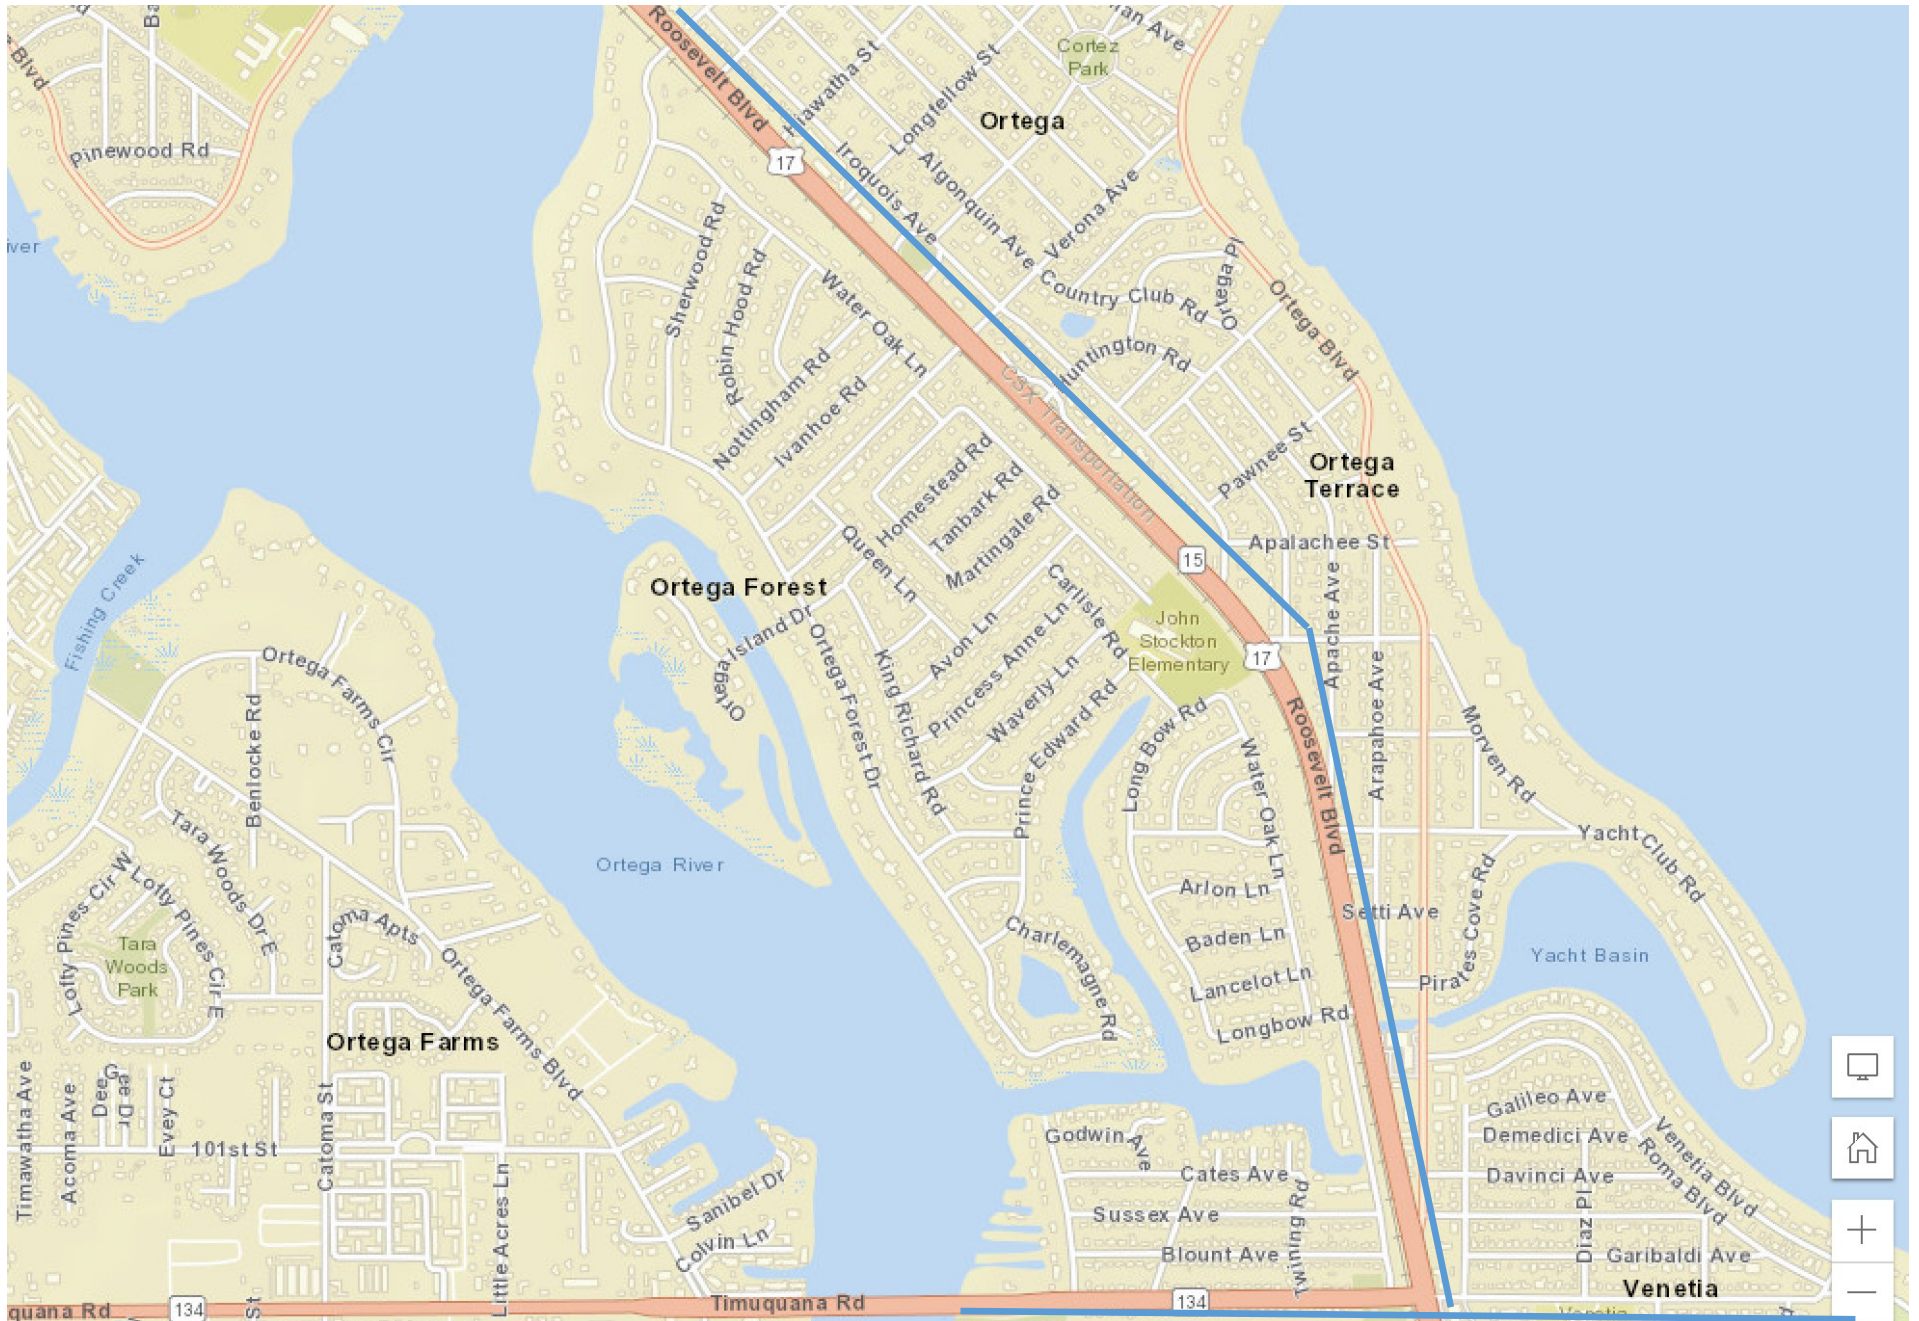 Roosevelt Blvd
Cortez
Park
Ortega
Hiawatha St
Longfellow St
Blvd
Pinewood Rd
17
Iroquois Ave
Algonquin Ave
Verona Ave
Country Club Rd
Ortega Pl
Ortega Blvd
Sherwood Rd
Robin Hood Rd
Water Oak Ln
Nottingham Rd
Ivanhoe Rd
Huntington Rd
CSX Transportation
Pawnee St
Ortega
Terrace
Homestead Rd
Tanbark Rd
Martingale Rd
Queen Ln
15
Apalachee St
Fishing Creek
Ortega Forest
Ortega Island Dr
Carlisle Rd
John
Stockton
Elementary
17
Apache Ave
Arapahoe Ave
Avon Ln
Princess Anne Ln
Waverly Ln
Prince Edward Rd
King Richard Rd
Ortega Forest Dr
Ortega Farms Cir
Benlocke Rd
Long Bow Rd
Water Oak Ln
Roosevelt Blvd
Morven Rd
Yacht Club Rd
Tara Woods Dr E
Lofty Pines Cir W
Lofty Pines Cir E
Ortega River
Arlon Ln
Setti Ave
Pirates Cove Rd
Catoma Apts
Baden Ln
Yacht Basin
Tara
Woods
Park
Charlemagne Rd
Lancelot Ln
Longbow Rd
Ortega Farms
Ortega Farms Blvd
Timawatha Ave
Acoma Ave
Dee
Gee Dr
Evey Ct
101st St
Catoma St
Little Acres Ln
Galileo Ave
Demedici Ave
Davinci Ave
Venetia Blvd
Roma Blvd
Diaz Pl
Godwin Ave
Cates Ave
Sussex Ave
Blount Ave
Twining Rd
Garibaldi Ave
Venetia
Sanibel Dr
Colvin Ln
quana Rd
134
St
Timuquana Rd
134
Venetia